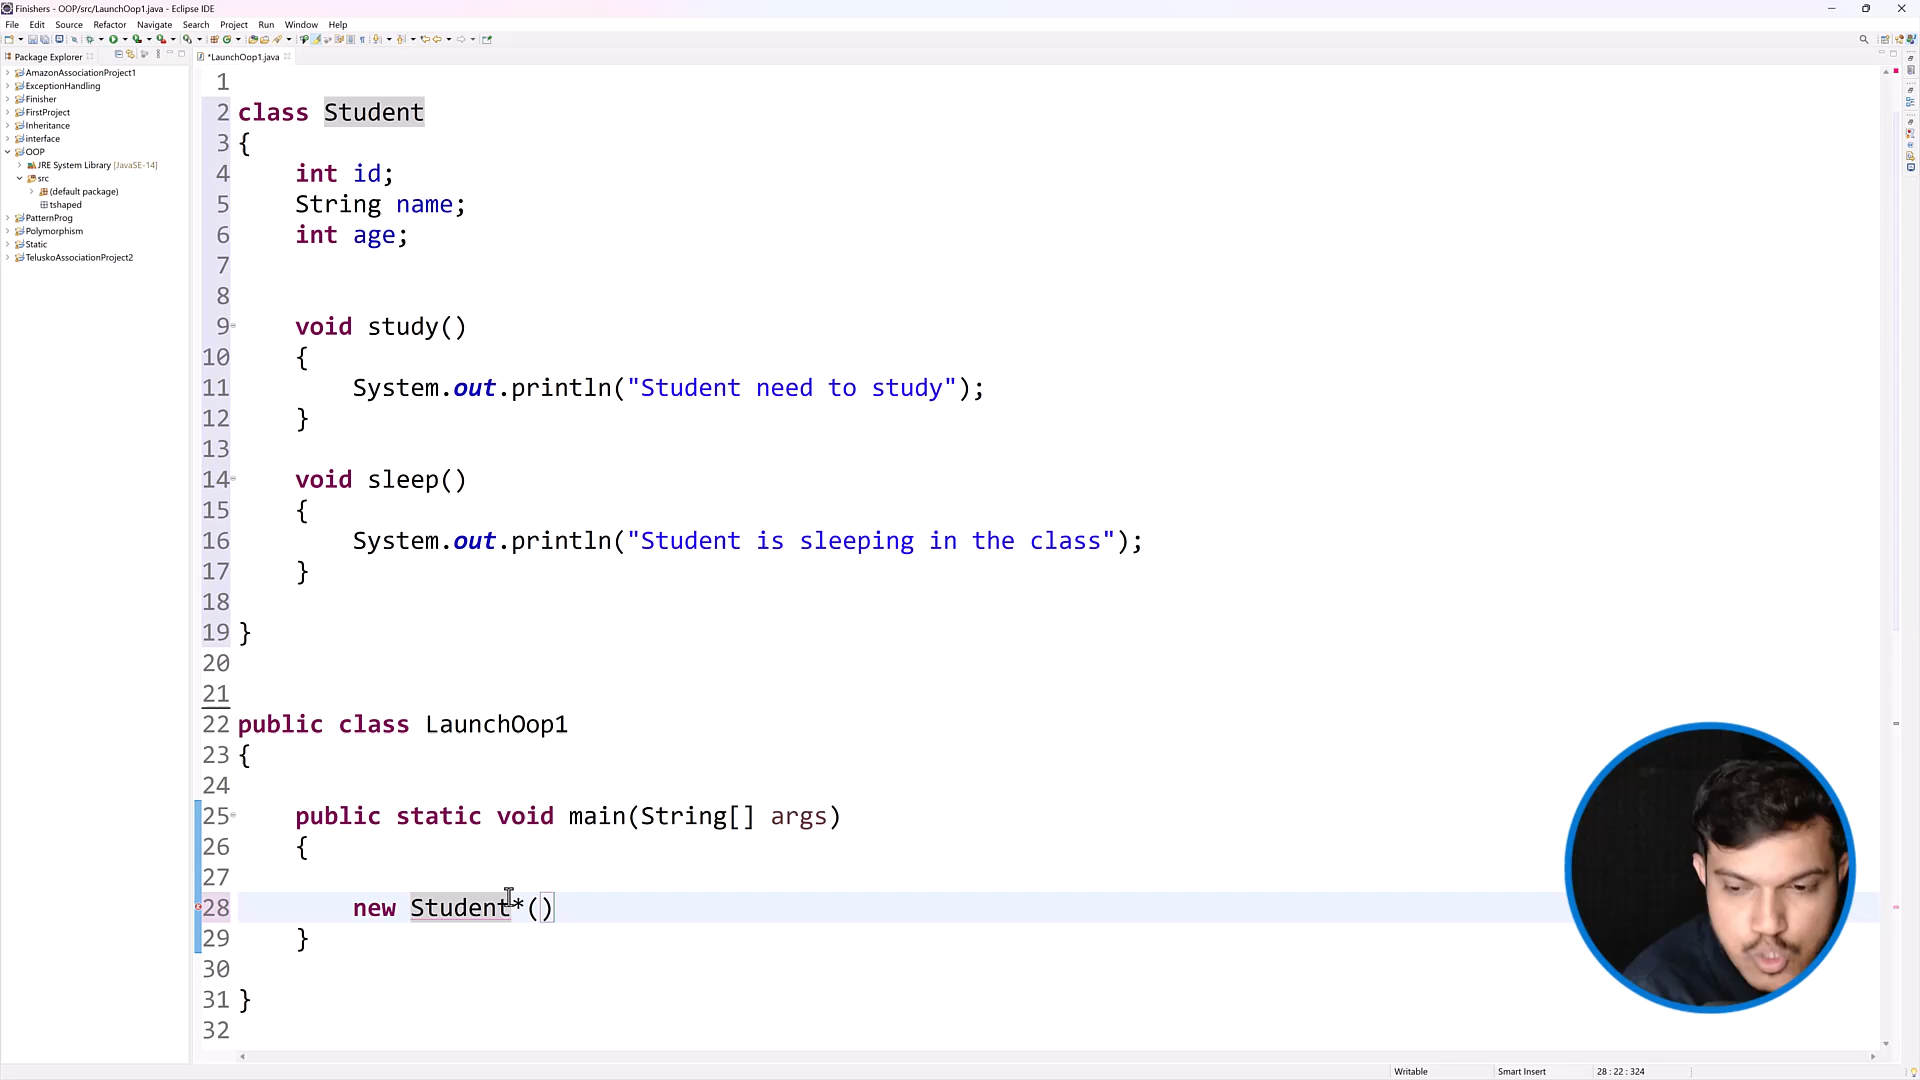 Finishers - OOP/src/LaunchOop1.java - Eclipse IDE
File Edit Source Refactor Navigate Search Project Run Window Help
Package Explorer
*LaunchOop1.java
AmazonAssociationProject1
ExceptionHandling
Finisher
FirstProject
Inheritance
interface
OOP
JRE System Library [JavaSE-14]
src
(default package)
tshaped
PatternProg
Polymorphism
Static
TeluskoAssociationProject2
1
2 class Student
3 {
4 int id;
5 String name;
6 int age;
7
8
9 void study()
10 {
11 System.out.println("Student need to study");
12 }
13
14 void sleep()
15 {
16 System.out.println("Student is sleeping in the class");
17 }
18
19 }
20
21
22 public class LaunchOop1
23 {
24
25 public static void main(String[] args)
26 {
27
28 new Student*()
29 }
30
31 }
32
Writable Smart Insert 28 : 22 : 324